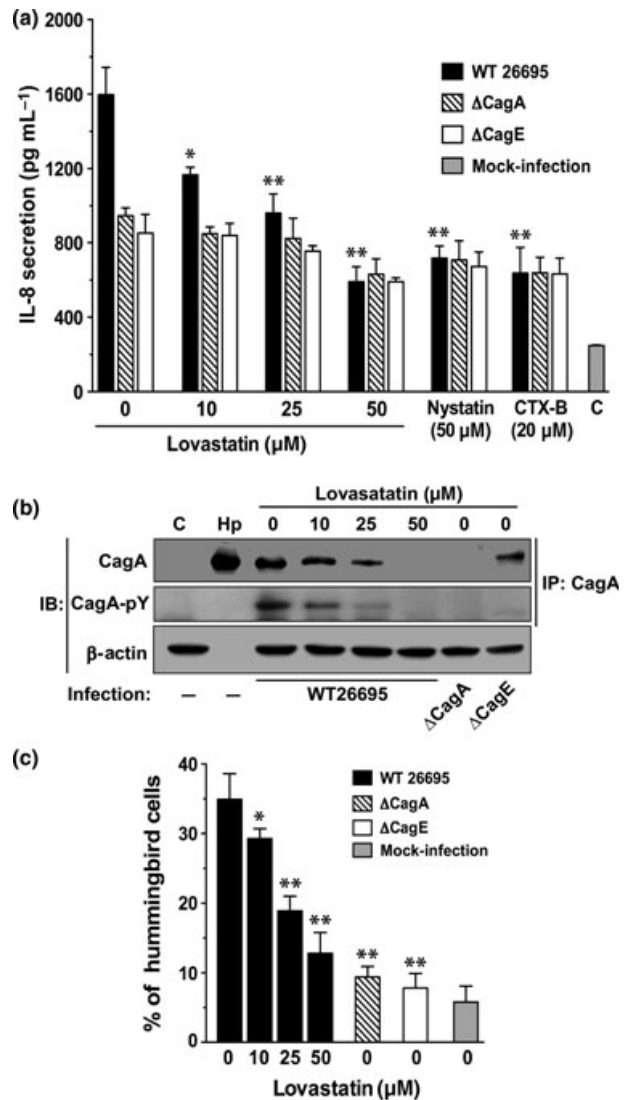 (a)
IL-8 secretion (pg mL⁻¹)
1600
1200
800
600
400
0
WT 26695
ΔCagA
ΔCagE
Mock-infection
*
**
**
**
**
0 10 25 50 Nystatin CTX-B C
(50 μM) (20 μM)
Lovastatin (μM)
(b)
Lovasatatin (μM)
C Hp 0 10 25 50 0 0
CagA
IB: CagA-pY
IP: CagA
β-actin
Infection: – – WT26695 ΔCagA ΔCagE
(c)
% of hummingbird cells
40
30
20
10
0
WT 26695
ΔCagA
ΔCagE
Mock-infection
*
**
**
**
**
0 10 25 50 0 0 0
Lovastatin (μM)